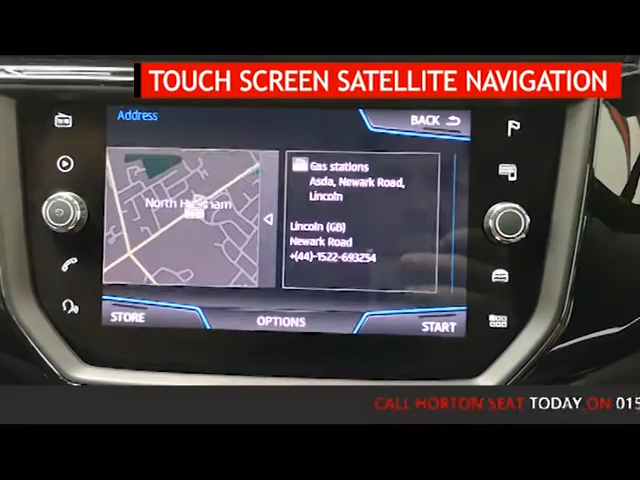 TOUCH SCREEN SATELLITE NAVIGATION
Address
BACK
Gas stations
Asda, Newark Road,
Lincoln
North Hykeham
Lincoln (GB)
Newark Road
+(44)-1522-693254
STORE
OPTIONS
START
CALL HORTON SEAT TODAY ON 015